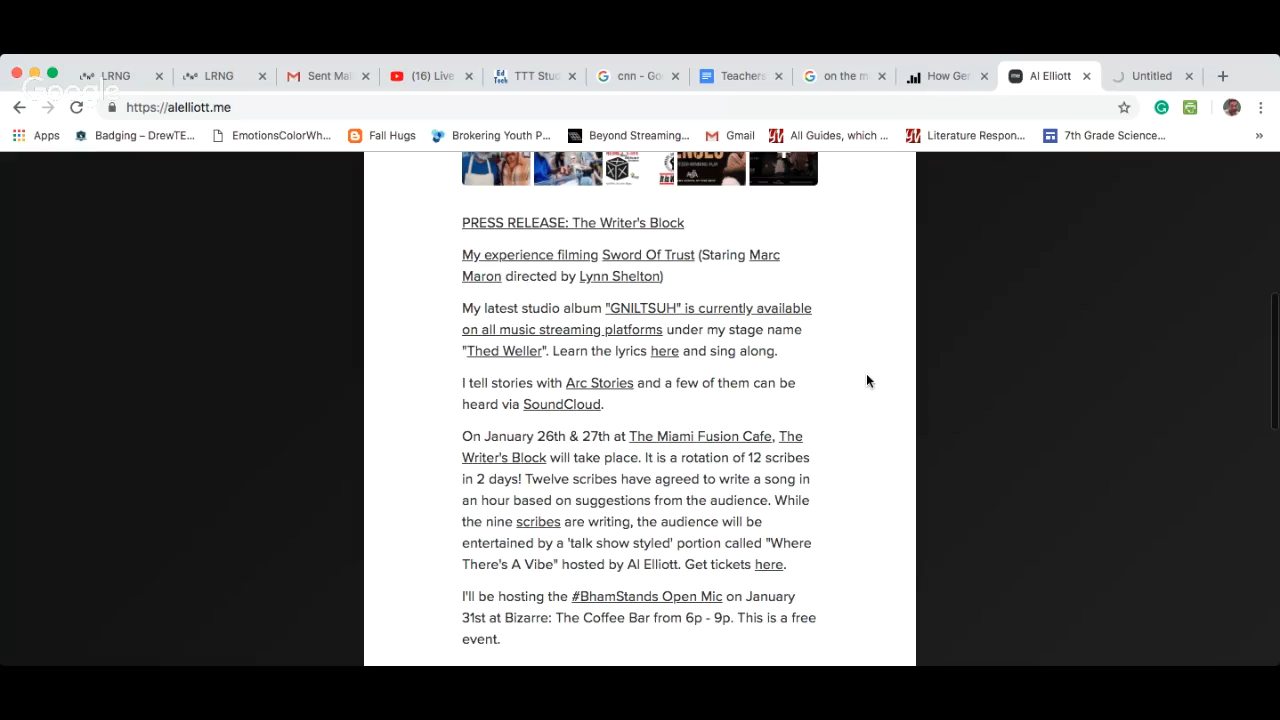 LRNG
LRNG
Sent Mai
(16) Live
Ed Tech
TTT Stud
cnn - Go
Teachers
on the m
How Ger
me
Al Elliott
Untitled
Google
https://alelliott.me
Apps
Badging – DrewTE...
EmotionsColorWh...
Fall Hugs
Brokering Youth P...
Beyond Streaming...
Gmail
All Guides, which ...
Literature Respon...
7th Grade Science...
»
PRESS RELEASE: The Writer's Block
My experience filming Sword Of Trust (Staring Marc
Maron directed by Lynn Shelton)
My latest studio album "GNILTSUH" is currently available
on all music streaming platforms under my stage name
"Thed Weller". Learn the lyrics here and sing along.
I tell stories with Arc Stories and a few of them can be
heard via SoundCloud.
On January 26th & 27th at The Miami Fusion Cafe, The
Writer's Block will take place. It is a rotation of 12 scribes
in 2 days! Twelve scribes have agreed to write a song in
an hour based on suggestions from the audience. While
the nine scribes are writing, the audience will be
entertained by a 'talk show styled' portion called "Where
There's A Vibe" hosted by Al Elliott. Get tickets here.
I'll be hosting the #BhamStands Open Mic on January
31st at Bizarre: The Coffee Bar from 6p - 9p. This is a free
event.